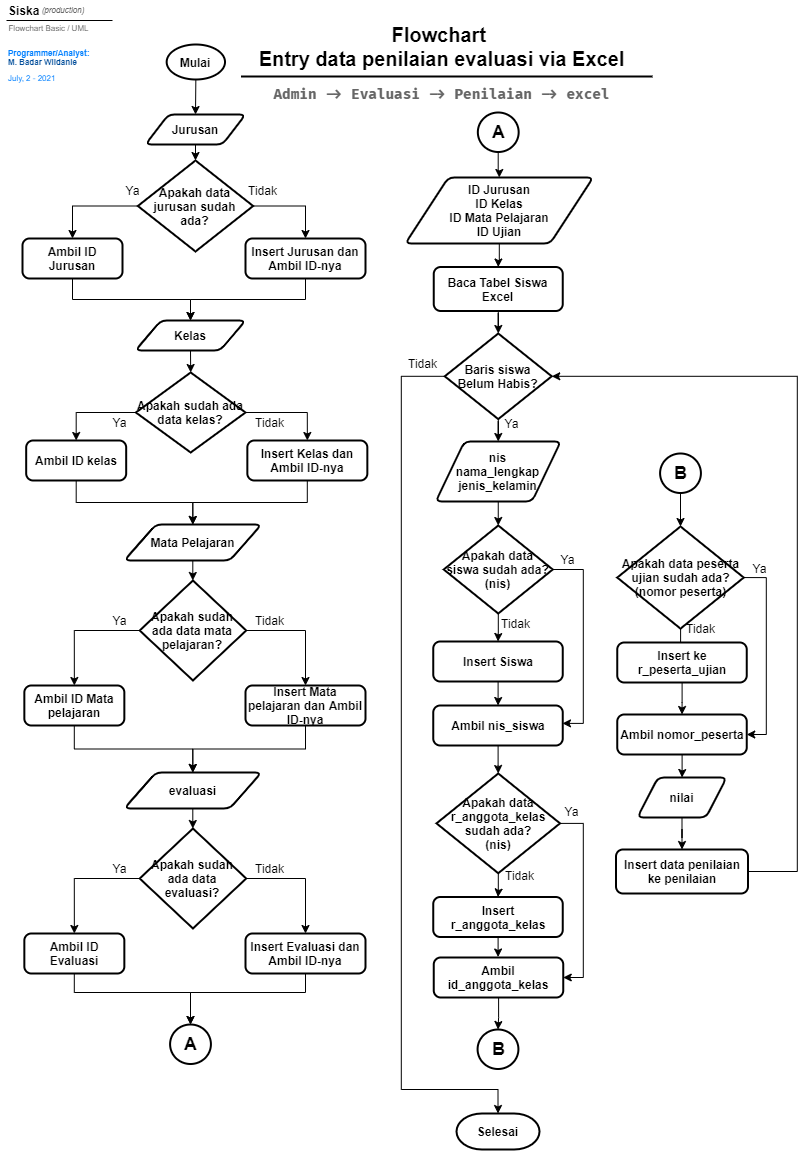 Siska (production)
Flowchart Basic / UML
Programmer/Analyst:
M. Badar Wildanie
July, 2 - 2021
Flowchart
Entry data penilaian evaluasi via Excel
Admin → Evaluasi → Penilaian → excel
Mulai
Jurusan
Apakah data
jurusan sudah
ada?
Ya
Tidak
Ambil ID
Jurusan
Insert Jurusan dan
Ambil ID-nya
Kelas
Apakah sudah ada
data kelas?
Ya
Tidak
Ambil ID kelas
Insert Kelas dan
Ambil ID-nya
Mata Pelajaran
Apakah sudah
ada data mata
pelajaran?
Ya
Tidak
Ambil ID Mata
pelajaran
Insert Mata
pelajaran dan Ambil
ID-nya
evaluasi
Apakah sudah
ada data
evaluasi?
Ya
Tidak
Ambil ID
Evaluasi
Insert Evaluasi dan
Ambil ID-nya
A
A
ID Jurusan
ID Kelas
ID Mata Pelajaran
ID Ujian
Baca Tabel Siswa
Excel
Baris siswa
Belum Habis?
Tidak
Ya
nis
nama_lengkap
jenis_kelamin
Apakah data
siswa sudah ada?
(nis)
Ya
Tidak
Insert Siswa
Ambil nis_siswa
Apakah data
r_anggota_kelas
sudah ada?
(nis)
Ya
Tidak
Insert
r_anggota_kelas
Ambil
id_anggota_kelas
B
Selesai
B
Apakah data peserta
ujian sudah ada?
(nomor peserta)
Ya
Tidak
Insert ke
r_peserta_ujian
Ambil nomor_peserta
nilai
Insert data penilaian
ke penilaian